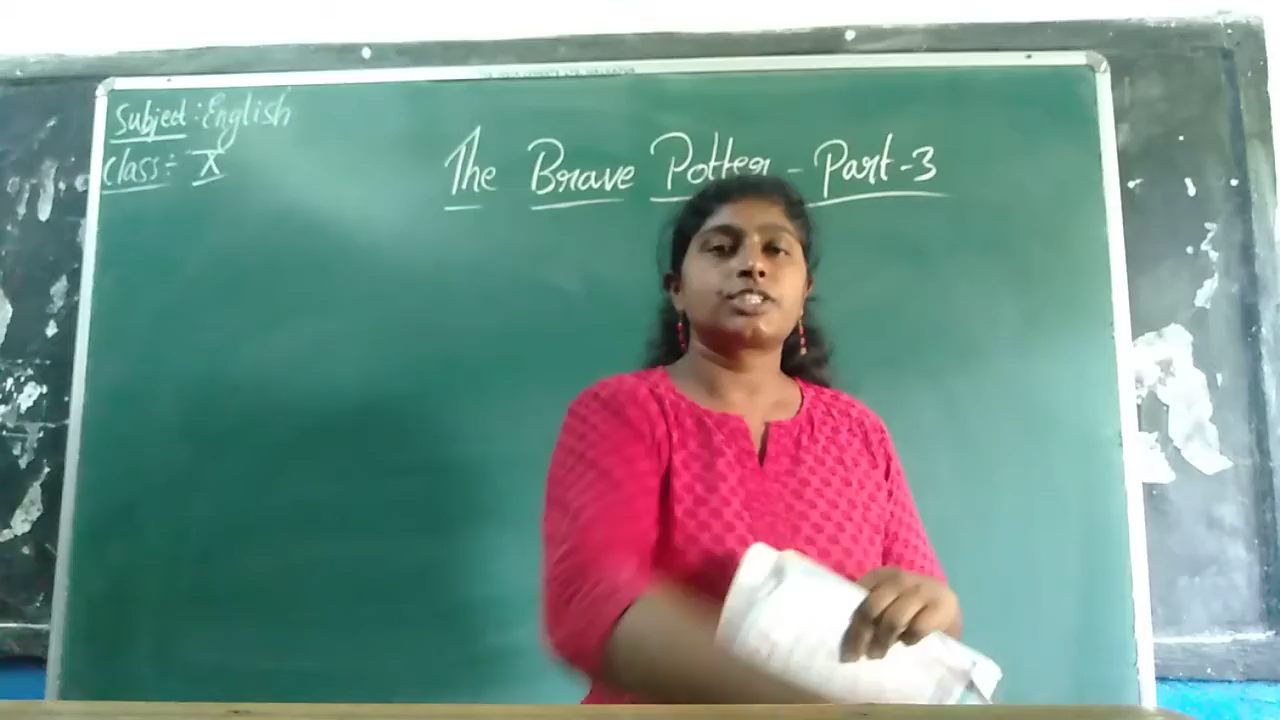 Subject : English
Class :- X
The Brave Potter - Part-3